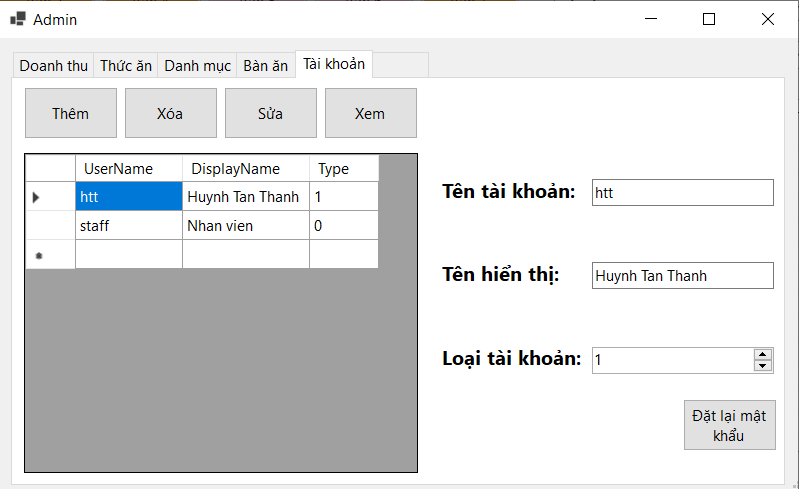 Admin
Doanh thu Thức ăn Danh mục Bàn ăn Tài khoản
Thêm Xóa Sửa Xem
UserName DisplayName Type
htt Huynh Tan Thanh 1
staff Nhan vien 0
Tên tài khoản: htt
Tên hiển thị: Huynh Tan Thanh
Loại tài khoản: 1
Đặt lại mật
khẩu